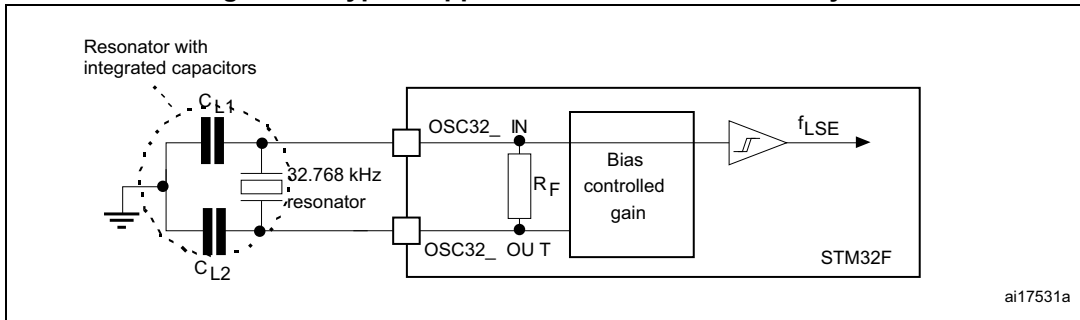 Resonator with
integrated capacitors
CL1
32.768 kHz
resonator
CL2
OSC32_ IN
RF
OSC32_ OU T
Bias
controlled
gain
fLSE
STM32F
ai17531a